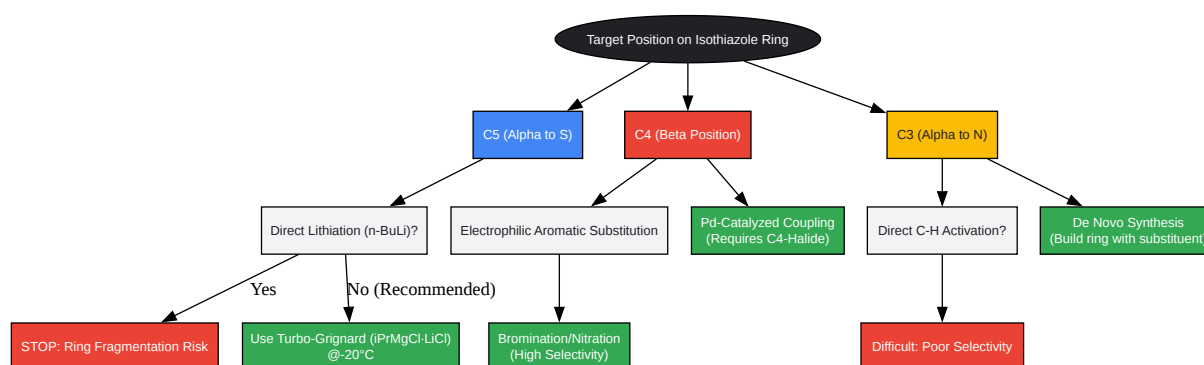 Target Position on Isothiazole Ring
C5 (Alpha to S)
C4 (Beta Position)
C3 (Alpha to N)
Direct Lithiation (n-BuLi)?
Electrophilic Aromatic Substitution
Pd-Catalyzed Coupling
(Requires C4-Halide)
Direct C-H Activation?
De Novo Synthesis
(Build ring with substituent)
Yes
No (Recommended)
STOP: Ring Fragmentation Risk
Use Turbo-Grignard (iPrMgCl·LiCl)
@-20°C
Bromination/Nitration
(High Selectivity)
Difficult: Poor Selectivity